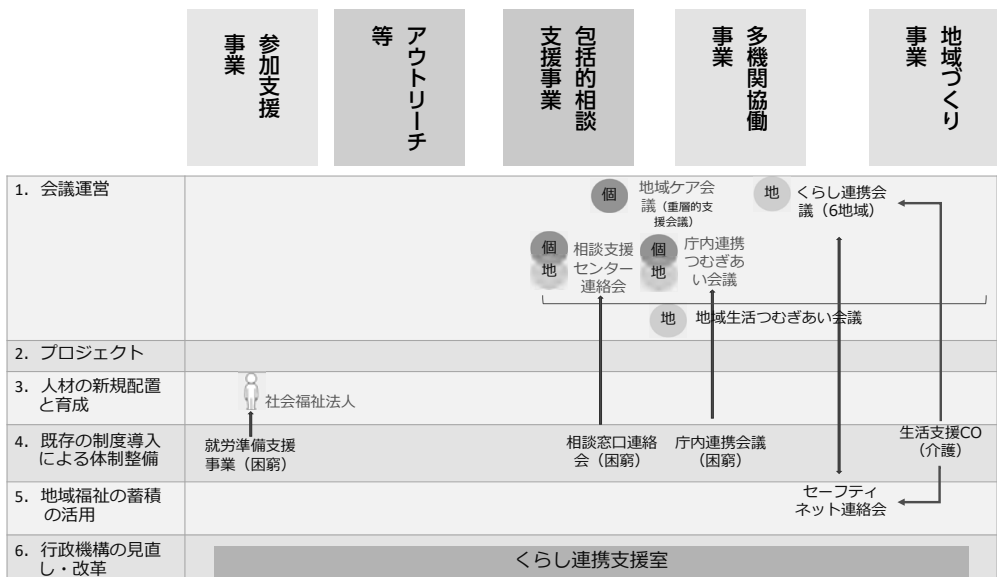 参加支援
事業
アウトリーチ
等
包括的相談
支援事業
多機関協働
事業
地域づくり
事業
1. 会議運営
個
地域ケア会
議（重層的支
援会議）
地
くらし連携会
議（6地域）
個
地
相談支援
センター
連絡会
個
地
庁内連携
つむぎあ
い会議
地
地域生活つむぎあい会議
2. プロジェクト
3. 人材の新規配置
と育成
社会福祉法人
4. 既存の制度導入
による体制整備
就労準備支援
事業（困窮）
相談窓口連絡
会（困窮）
庁内連携会議
（困窮）
生活支援CO
（介護）
5. 地域福祉の蓄積
の活用
セーフティ
ネット連絡会
6. 行政機構の見直
し・改革
くらし連携支援室